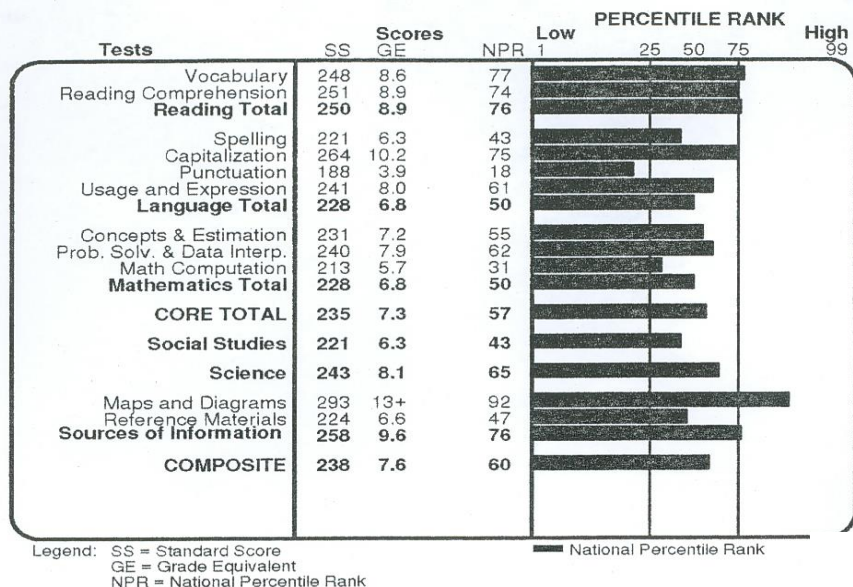 PERCENTILE RANK
Scores Low High
Tests SS GE NPR 1 25 50 75 99
Vocabulary 248 8.6 77
Reading Comprehension 251 8.9 74
Reading Total 250 8.9 76
Spelling 221 6.3 43
Capitalization 264 10.2 75
Punctuation 188 3.9 18
Usage and Expression 241 8.0 61
Language Total 228 6.8 50
Concepts & Estimation 231 7.2 55
Prob. Solv. & Data Interp. 240 7.9 62
Math Computation 213 5.7 31
Mathematics Total 228 6.8 50
CORE TOTAL 235 7.3 57
Social Studies 221 6.3 43
Science 243 8.1 65
Maps and Diagrams 293 13+ 92
Reference Materials 224 6.6 47
Sources of Information 258 9.6 76
COMPOSITE 238 7.6 60
Legend: SS = Standard Score National Percentile Rank
GE = Grade Equivalent
NPR = National Percentile Rank